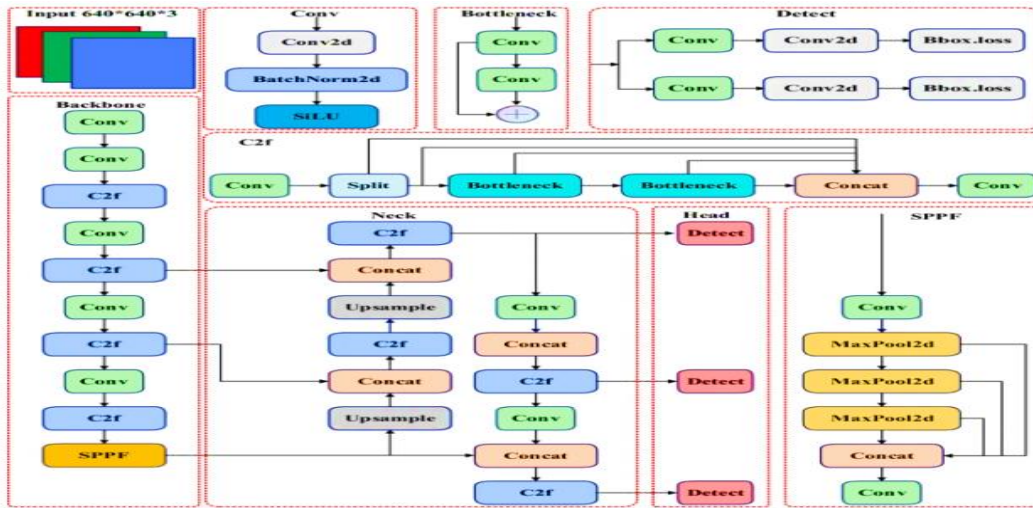 Input 640*640*3
Conv
Conv2d
BatchNorm2d
SiLU
Bottleneck
Conv
Conv
Detect
Conv
Conv2d
Bbox.loss
Conv
Conv2d
Bbox.loss
Backbone
Conv
Conv
C2f
Conv
C2f
Conv
C2f
Conv
C2f
SPPF
C2f
Conv
Split
Bottleneck
Bottleneck
Concat
Conv
Neck
C2f
Concat
Upsample
C2f
Concat
Upsample
Conv
Concat
C2f
Conv
Concat
C2f
Head
Detect
Detect
Detect
SPPF
Conv
MaxPool2d
MaxPool2d
MaxPool2d
Concat
Conv